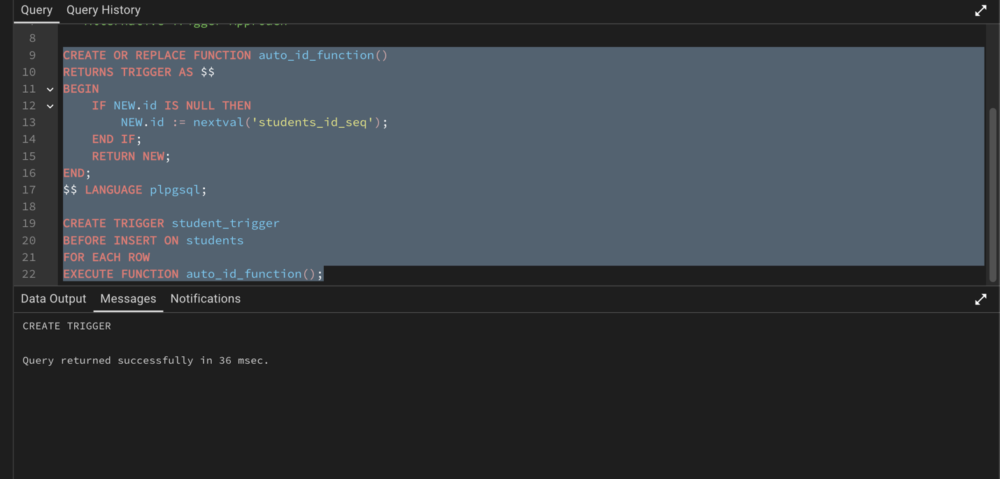 Query Query History
8
9 CREATE OR REPLACE FUNCTION auto_id_function()
10 RETURNS TRIGGER AS $$
11 BEGIN
12     IF NEW.id IS NULL THEN
13         NEW.id := nextval('students_id_seq');
14     END IF;
15     RETURN NEW;
16 END;
17 $$ LANGUAGE plpgsql;
18
19 CREATE TRIGGER student_trigger
20 BEFORE INSERT ON students
21 FOR EACH ROW
22 EXECUTE FUNCTION auto_id_function();
Data Output Messages Notifications
CREATE TRIGGER
Query returned successfully in 36 msec.